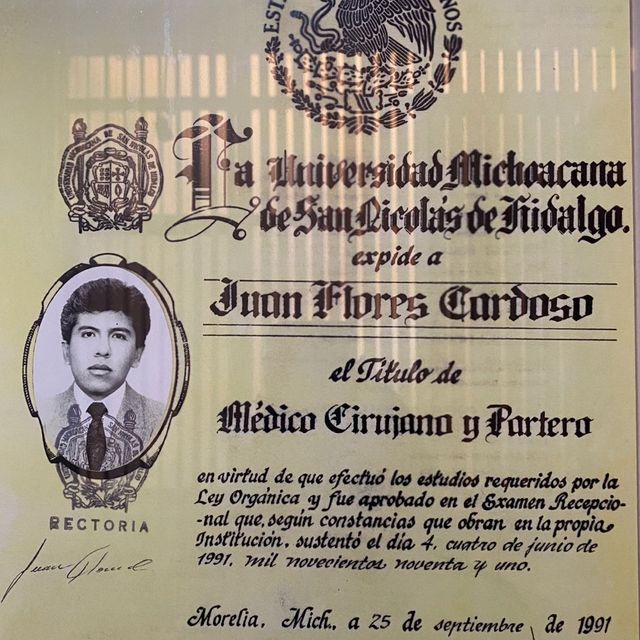 EST
NOS
La Universidad Michoacana
de San Nicolás de Hidalgo.
expide a
Juan Flores Cardoso
el Título de
Médico Cirujano y Partero
en virtud de que efectuó los estudios requeridos por la
Ley Orgánica y fue aprobado en el Examen Recepcio-
nal que, según constancias que obran en la propia
Institución, sustentó el día 4, cuatro de junio de
1991, mil novecientos noventa y uno.
RECTORIA
Morelia, Mich., a 25 de septiembre de 1991